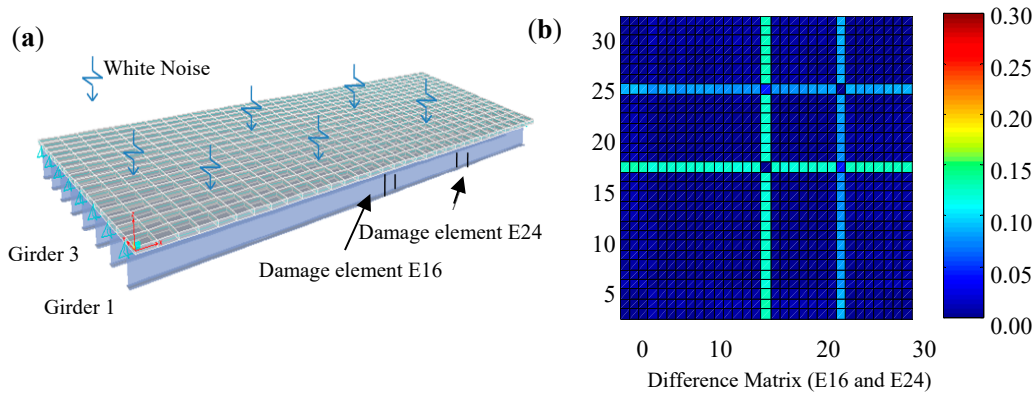 (a)
White Noise
Damage element E24
Damage element E16
Girder 3
Girder 1
(b)
30
25
20
15
10
5
0 10 20 30
Difference Matrix (E16 and E24)
0.30
0.25
0.20
0.15
0.10
0.05
0.00